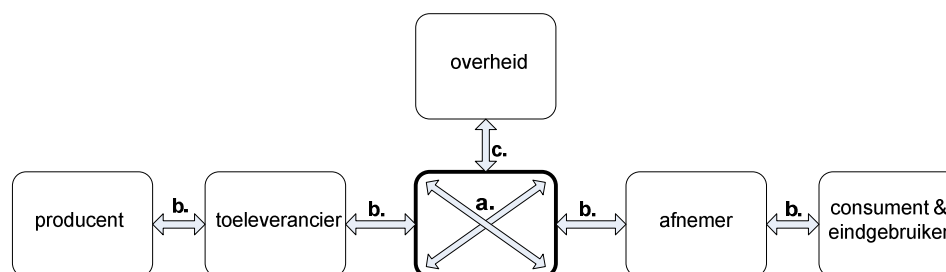 overheid
c.
producent
b.
toeleverancier
b.
a.
b.
afnemer
b.
consument &
eindgebruiker